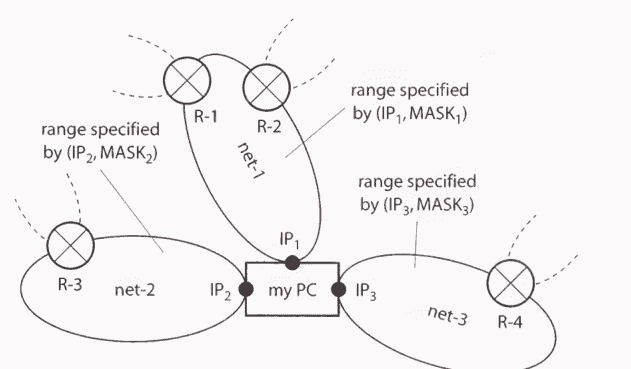 R-1
R-2
range specified
by (IP₁, MASK₁)
net-1
range specified
by (IP₂, MASK₂)
range specified
by (IP₃, MASK₃)
R-3
net-2
IP₁
IP₂
my PC
IP₃
net-3
R-4